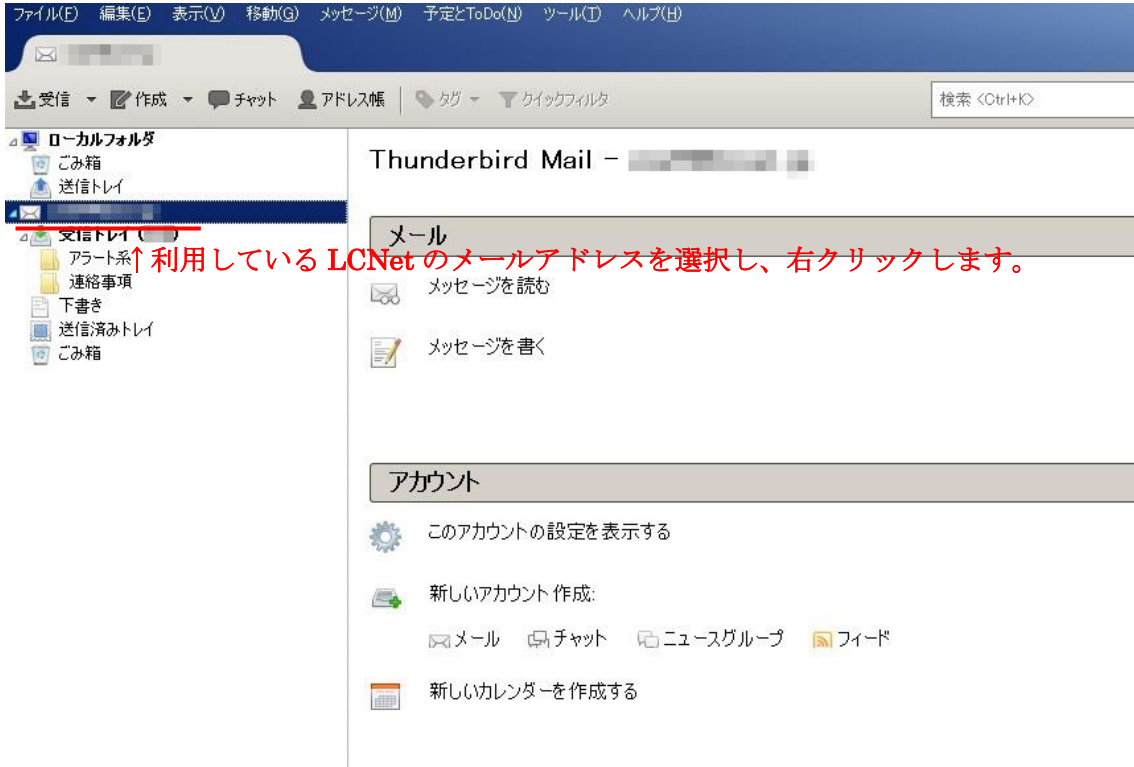 ファイル(F) 編集(E) 表示(V) 移動(G) メッセージ(M) 予定とToDo(N) ツール(T) ヘルプ(H)
受信 作成 チャット アドレス帳 タグ クイックフィルタ 検索 <Ctrl+K>
ローカルフォルダ
ごみ箱
送信トレイ
受信トレイ ( )
アラート系
連絡事項
下書き
送信済みトレイ
ごみ箱
↑利用している LCNet のメールアドレスを選択し、右クリックします。
Thunderbird Mail -
メール
メッセージを読む
メッセージを書く
アカウント
このアカウントの設定を表示する
新しいアカウント作成:
メール チャット ニュースグループ フィード
新しいカレンダーを作成する